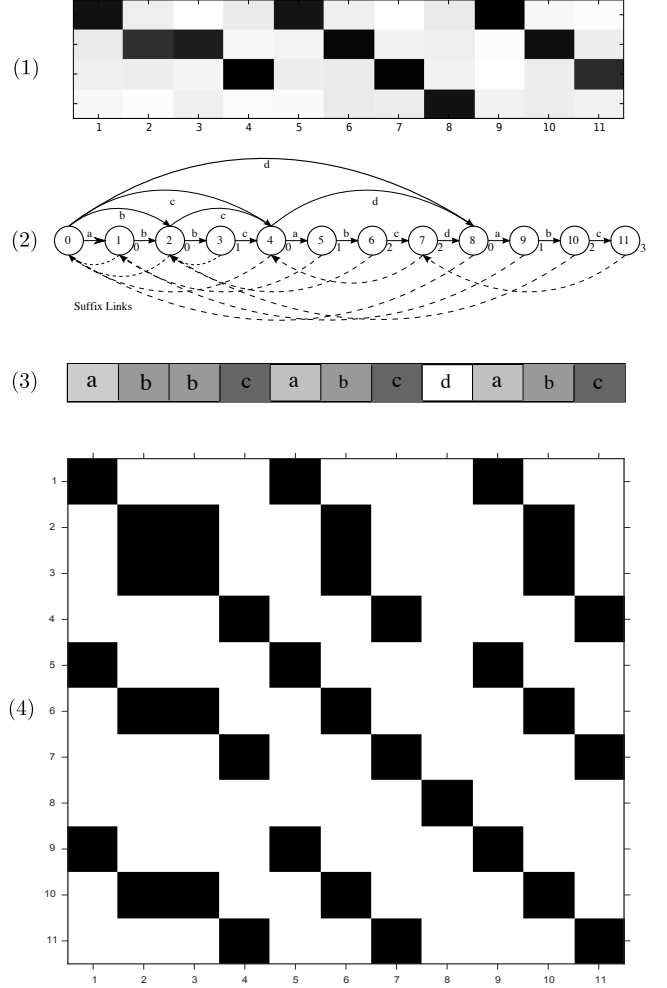 (1)
1 2 3 4 5 6 7 8 9 10 11
d
c
d
b
c
(2)
0 a 1 b 2 b 3 c 4 a 5 b 6 c 7 d 8 a 9 b 10 c 11
0 0 1 0 1 2 2 0 1 2 3
Suffix Links
(3)
a b b c a b c d a b c
1
2
3
4
5
(4)
6
7
8
9
10
11
1 2 3 4 5 6 7 8 9 10 11